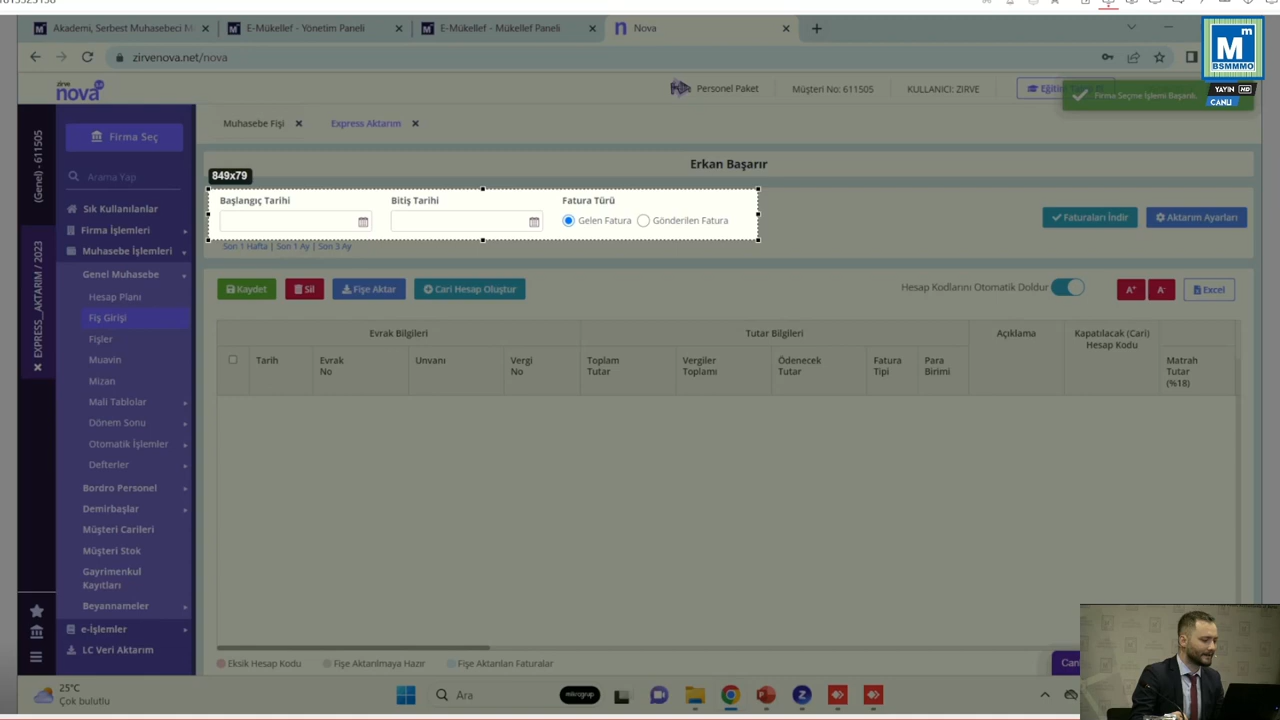 Akademi, Serbest Muhasebeci M
E-Mükellef - Yönetim Paneli
E-Mükellef - Mükellef Paneli
Nova
zirvenova.net/nova
M m
BSMMMO
YAYIN HD
CANLI
zirve
nova
Personel Paket
Müşteri No: 611505
KULLANICI: ZIRVE
Firma Seçme İşlemi Başarılı.
(Genel) - 611505
EXPRESS_AKTARIM / 2023
Firma Seç
Arama Yap
Sık Kullanılanlar
Firma İşlemleri
Muhasebe İşlemleri
Genel Muhasebe
Hesap Planı
Fiş Girişi
Fişler
Muavin
Mizan
Mali Tablolar
Dönem Sonu
Otomatik İşlemler
Defterler
Bordro Personel
Demirbaşlar
Müşteri Carileri
Müşteri Stok
Gayrimenkul
Kayıtları
Beyannameler
e-İşlemler
LC Veri Aktarım
Muhasebe Fişi
Express Aktarım
Erkan Başarır
849x79
Başlangıç Tarihi
Bitiş Tarihi
Fatura Türü
Gelen Fatura
Gönderilen Fatura
Son 1 Hafta | Son 1 Ay | Son 3 Ay
Faturaları İndir
Aktarım Ayarları
Kaydet
Sil
Fişe Aktar
Cari Hesap Oluştur
Hesap Kodlarını Otomatik Doldur
A+
A-
Excel
Evrak Bilgileri
Tutar Bilgileri
Açıklama
Kapatılacak (Cari)
Hesap Kodu
Tarih
Evrak
No
Unvanı
Vergi
No
Toplam
Tutar
Vergiler
Toplamı
Ödenecek
Tutar
Fatura
Tipi
Para
Birimi
Matrah
Tutar
(%18)
Eksik Hesap Kodu
Fişe Aktarılmaya Hazır
Fişe Aktarılan Faturalar
25°C
Çok bulutlu
Ara
mikrogrup